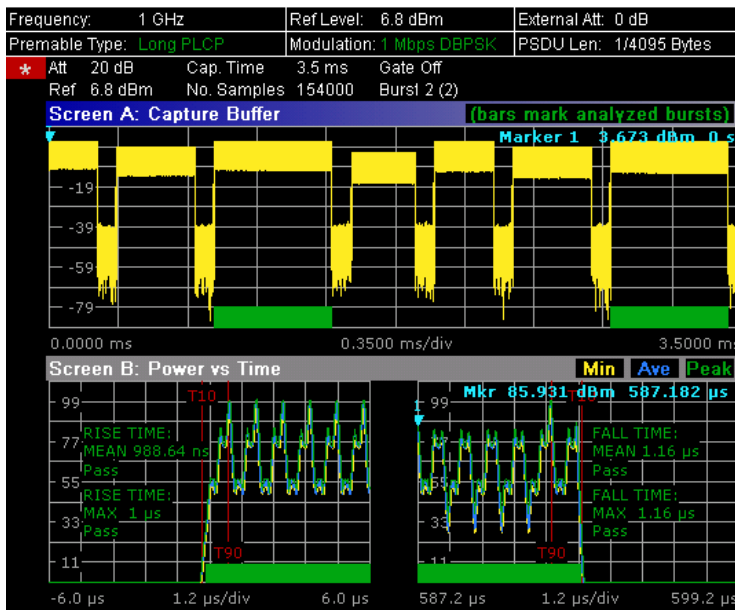 Frequency: 1 GHz Ref Level: 6.8 dBm External Att: 0 dB
Premable Type: Long PLCP Modulation: 1 Mbps DBPSK PSDU Len: 1/4095 Bytes
* Att 20 dB Cap. Time 3.5 ms Gate Off
Ref 6.8 dBm No. Samples 154000 Burst 2 (2)
Screen A: Capture Buffer (bars mark analyzed bursts)
Marker 1 3.673 dBm 0 s
-19
-39
-59
-79
0.0000 ms 0.3500 ms/div 3.5000 ms
Screen B: Power vs Time Min Ave Peak
Mkr 85.931 dBm 587.182 µs
99 T10 99 T10
1
RISE TIME: FALL TIME:
77 MEAN 988.64 ns 77 MEAN 1.16 µs
Pass Pass
55 55
RISE TIME: FALL TIME:
MAX 1 µs MAX 1.16 µs
33 33
Pass Pass
11 T90 11 T90
-6.0 µs 1.2 µs/div 6.0 µs 587.2 µs 1.2 µs/div 599.2 µs